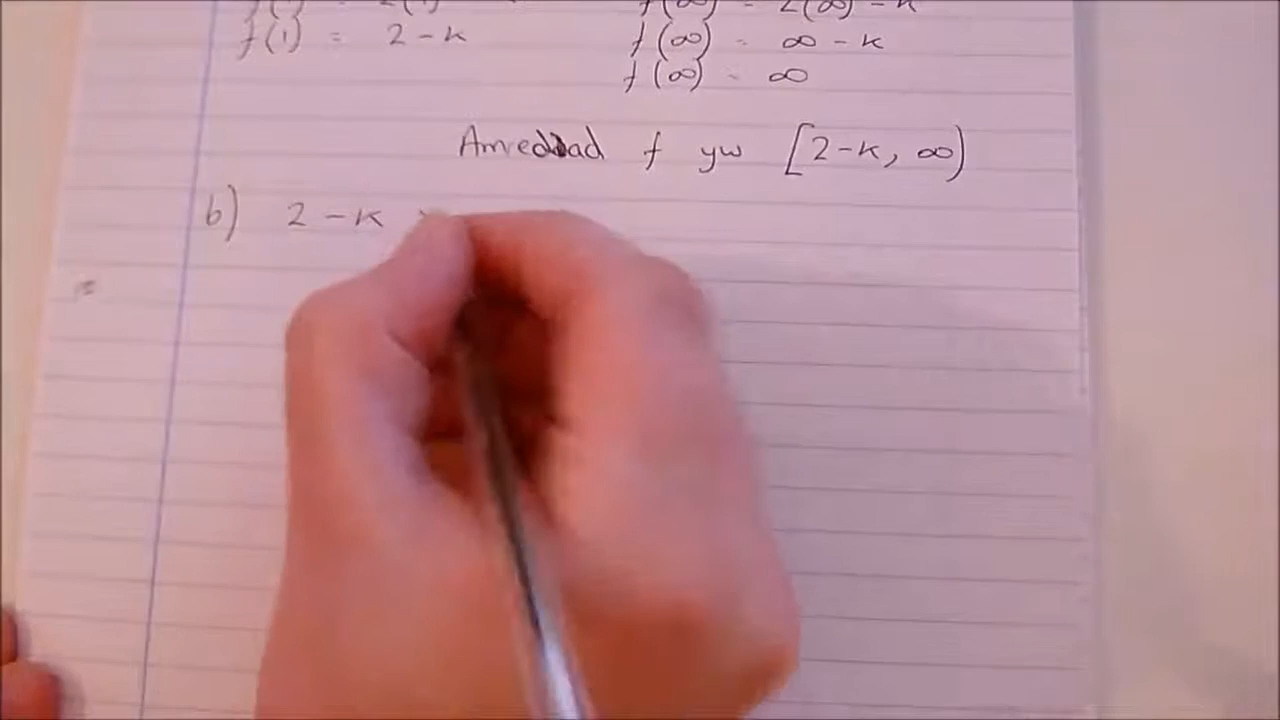 f(1) = 2-k
f(∞) = ∞ - k
f(∞) = ∞
Amrediad f yw [2-k, ∞)
b) 2-k